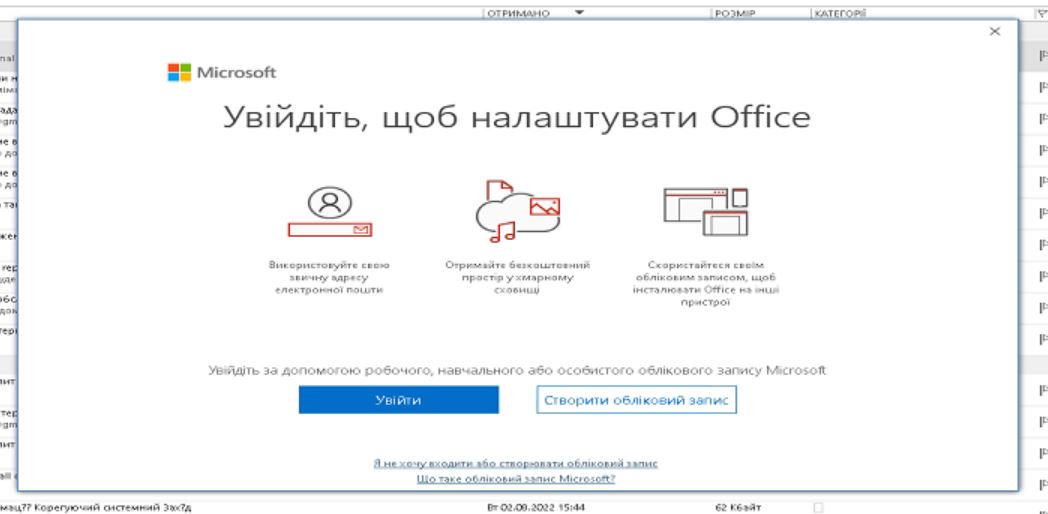 ОТРИМАНО
РОЗМІР
КАТЕГОРІЇ
Microsoft
Увійдіть, щоб налаштувати Office
Використовуйте свою
звичну адресу
електронної пошти
Отримайте безкоштовний
простір у хмарному
сховищі
Скористайтеся своїм
обліковим записом, щоб
інсталювати Office на інші
пристрої
Увійдіть за допомогою робочого, навчального або особистого облікового запису Microsoft
Увійти
Створити обліковий запис
Я не хочу входити або створювати обліковий запис
Що таке обліковий запис Microsoft?
мац?? Корегуючий системний Зах?д
Вт 02.08.2022 15:44
62 Кбайт